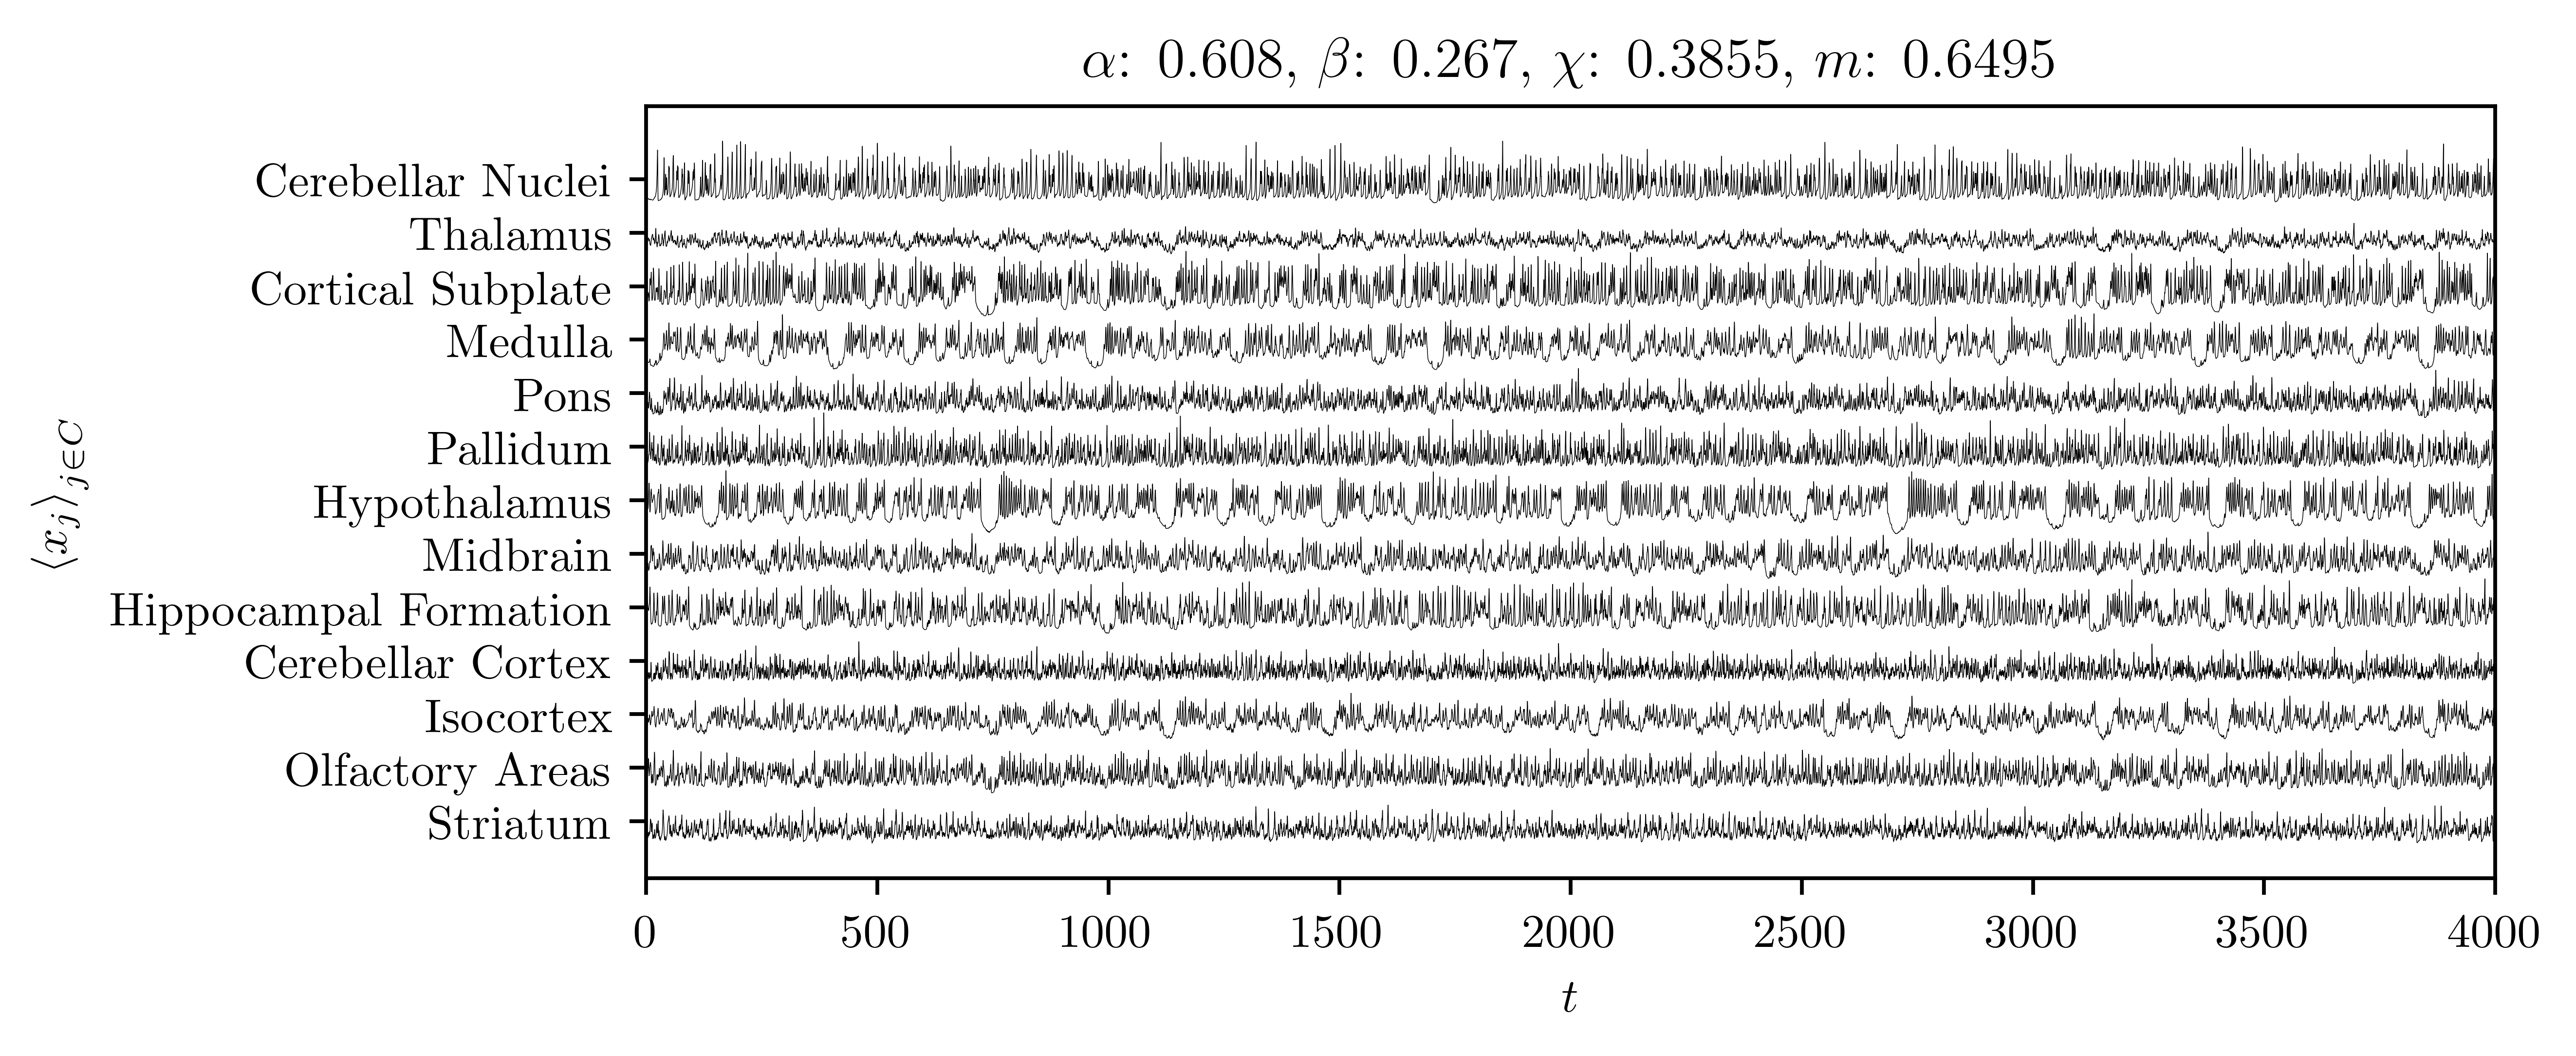 α: 0.608, β: 0.267, χ: 0.3855, m: 0.6495
⟨x_j⟩_{j∈C}
Cerebellar Nuclei
Thalamus
Cortical Subplate
Medulla
Pons
Pallidum
Hypothalamus
Midbrain
Hippocampal Formation
Cerebellar Cortex
Isocortex
Olfactory Areas
Striatum
0 500 1000 1500 2000 2500 3000 3500 4000
t